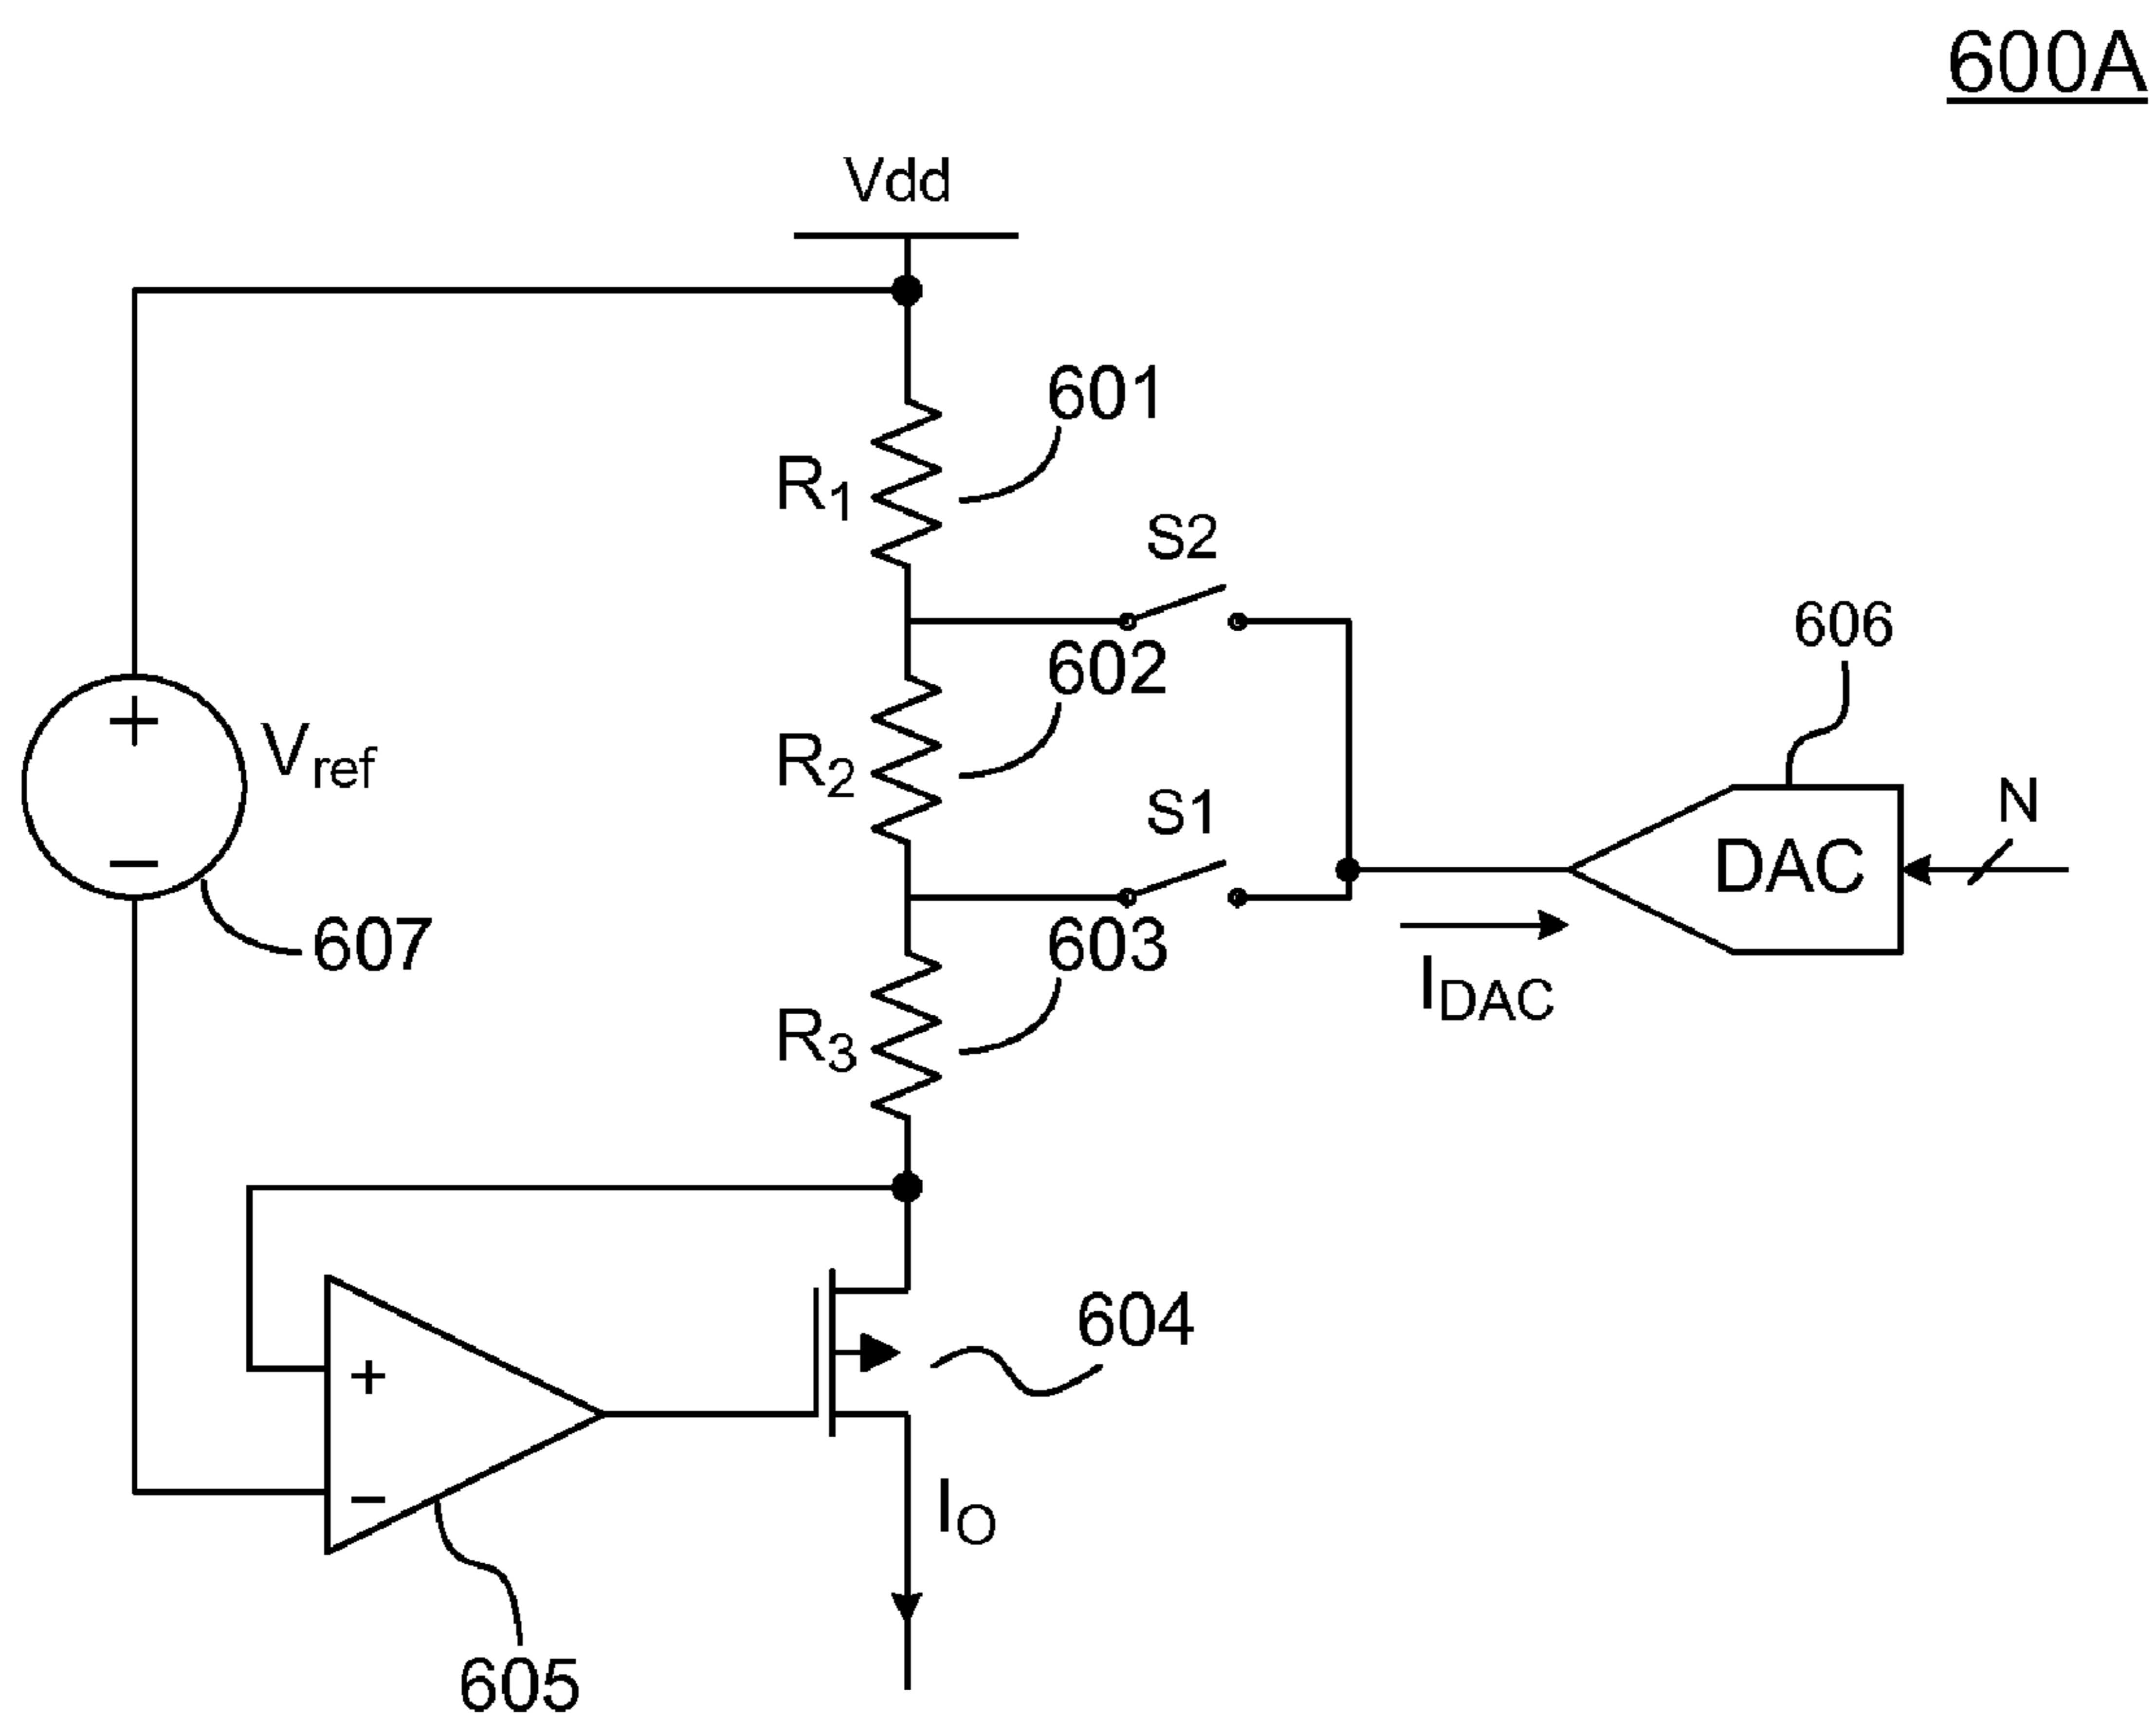 600A
Vdd
601
R1
S2
602
606
Vref
R2
S1
N
DAC
+
−
607
603
IDAC
R3
604
+
−
IO
605